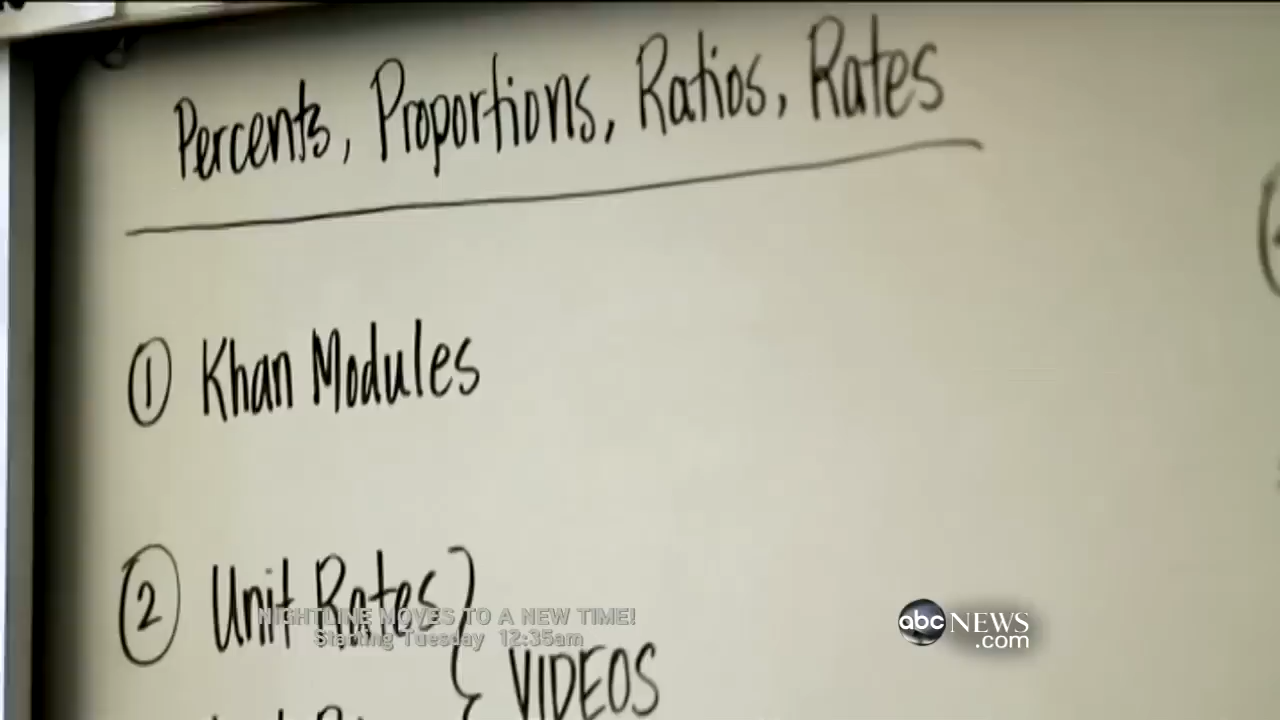 Percents, Proportions, Ratios, Rates
① Khan Modules
② Unit Rates
NIGHTLINE MOVES TO A NEW TIME!
Starting Tuesday 12:35am
abc NEWS
.com
VIDEOS